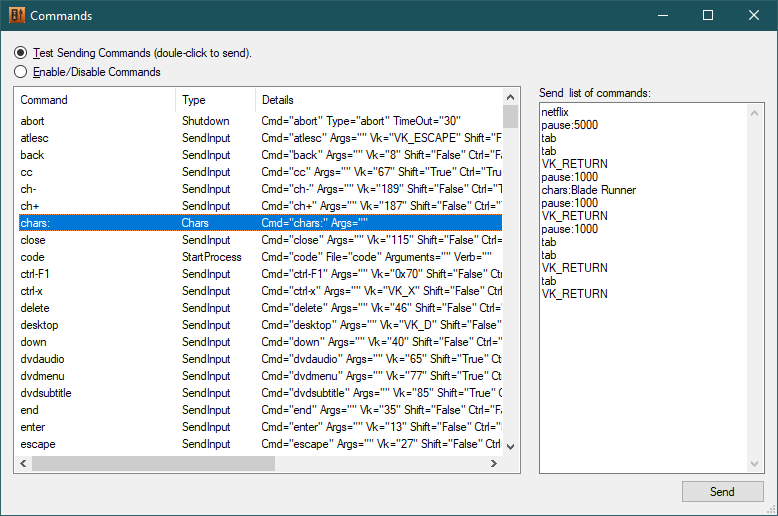 Commands
Test Sending Commands (doule-click to send).
Enable/Disable Commands
Command Type Details
abort Shutdown Cmd="abort" Type="abort" TimeOut="30"
atlesc SendInput Cmd="atlesc" Args="" Vk="VK_ESCAPE" Shift="F
back SendInput Cmd="back" Args="" Vk="8" Shift="False" Ctrl="Fa
cc SendInput Cmd="cc" Args="" Vk="67" Shift="True" Ctrl="Tru
ch- SendInput Cmd="ch-" Args="" Vk="189" Shift="False" Ctrl=
ch+ SendInput Cmd="ch+" Args="" Vk="187" Shift="False" Ctrl=
chars: Chars Cmd="chars:" Args=""
close SendInput Cmd="close" Args="" Vk="115" Shift="False" Ctrl=
code StartProcess Cmd="code" File="code" Arguments="" Verb=""
ctrl-F1 SendInput Cmd="ctrl-F1" Args="" Vk="0x70" Shift="False"
ctrl-x SendInput Cmd="ctrl-x" Args="" Vk="VK_X" Shift="False" C
delete SendInput Cmd="delete" Args="" Vk="46" Shift="False" Ctrl
desktop SendInput Cmd="desktop" Args="" Vk="VK_D" Shift="False"
down SendInput Cmd="down" Args="" Vk="40" Shift="False" Ctrl
dvdaudio SendInput Cmd="dvdaudio" Args="" Vk="65" Shift="True" Ct
dvdmenu SendInput Cmd="dvdmenu" Args="" Vk="77" Shift="True" Ct
dvdsubtitle SendInput Cmd="dvdsubtitle" Args="" Vk="85" Shift="True" C
end SendInput Cmd="end" Args="" Vk="35" Shift="False" Ctrl="F
enter SendInput Cmd="enter" Args="" Vk="13" Shift="False" Ctrl=
escape SendInput Cmd="escape" Args="" Vk="27" Shift="False" Ctrl
Send list of commands:
netflix
pause:5000
tab
tab
VK_RETURN
pause:1000
chars:Blade Runner
pause:1000
VK_RETURN
pause:1000
tab
tab
VK_RETURN
tab
VK_RETURN
Send